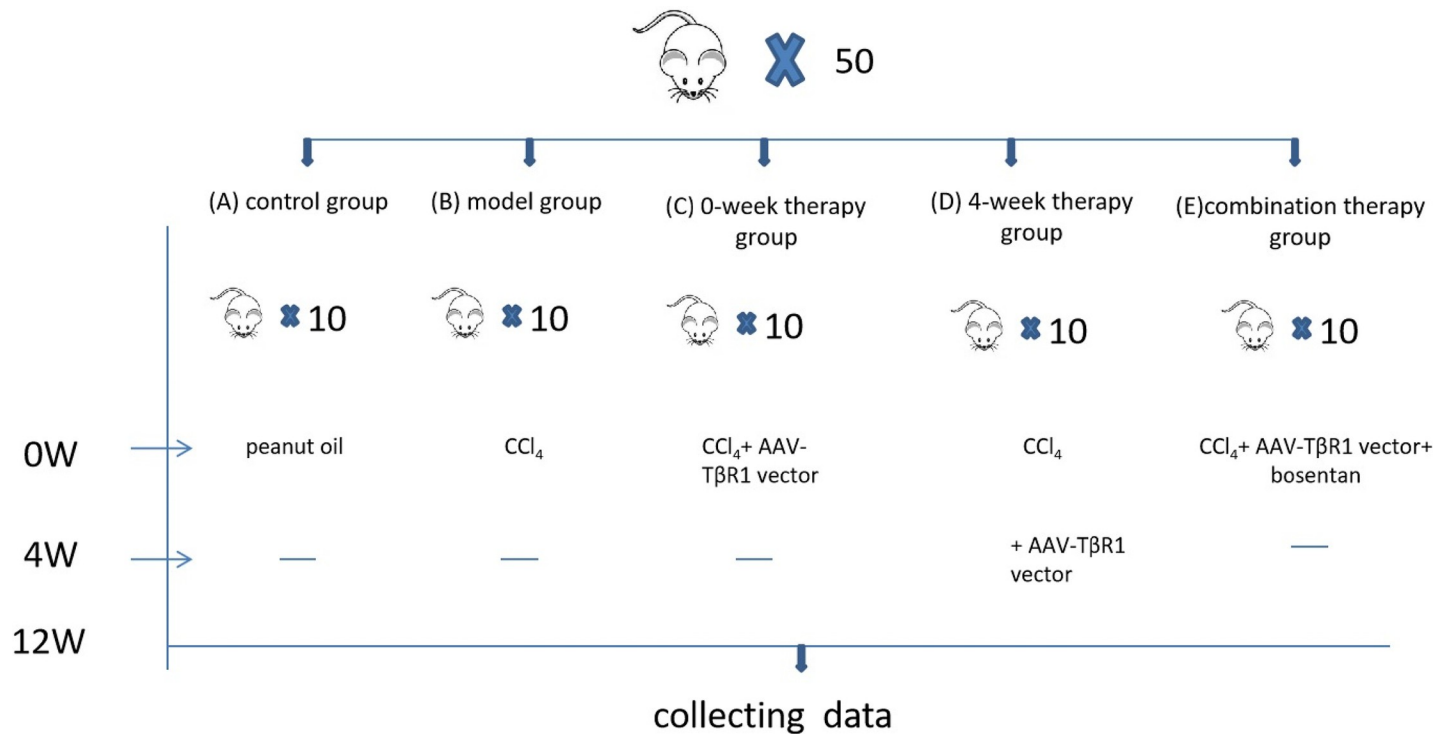 50
(A) control group
(B) model group
(C) 0-week therapy
group
(D) 4-week therapy
group
(E)combination therapy
group
10
10
10
10
10
0W
peanut oil
CCl₄
CCl₄+ AAV-
TβR1 vector
CCl₄
CCl₄+ AAV-TβR1 vector+
bosentan
4W
+ AAV-TβR1
vector
12W
collecting data